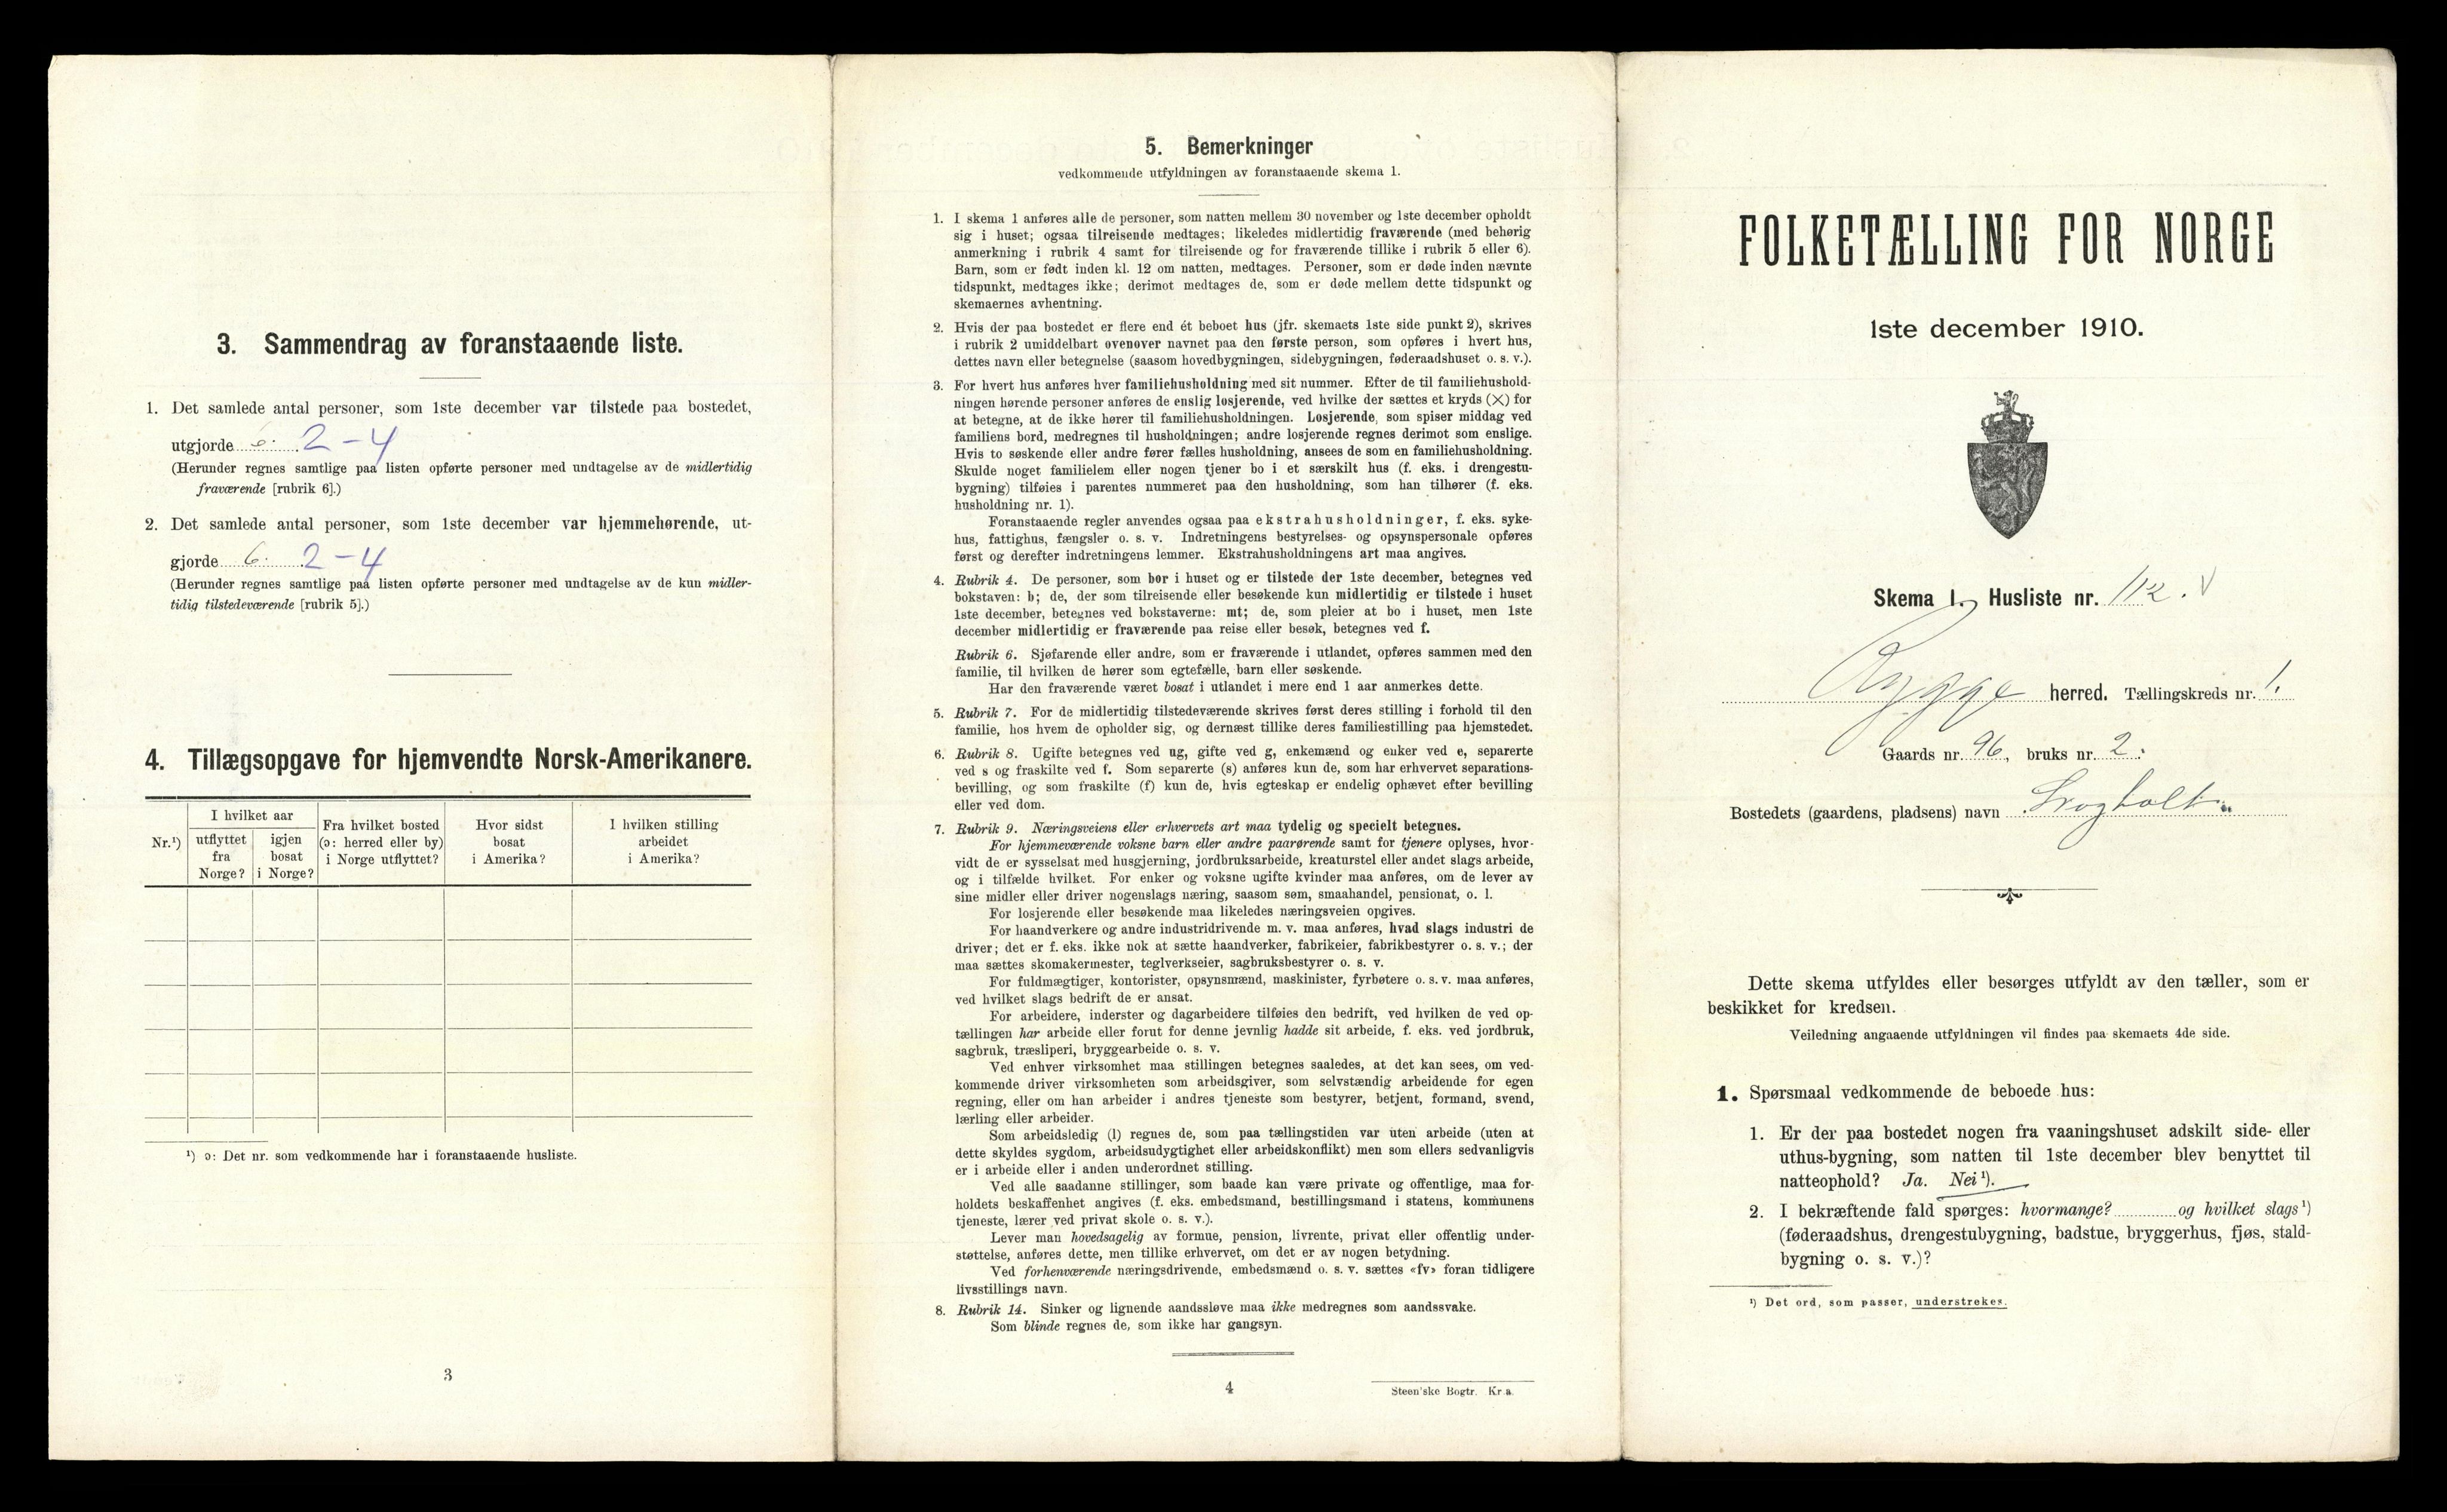 3. Sammendrag av foranstaaende liste.
1. Det samlede antal personer, som 1ste december var tilstede paa bostedet,
utgjorde 6. 2-4
(Herunder regnes samtlige paa listen opførte personer med undtagelse av de midlertidig
fraværende [rubrik 6].)
2. Det samlede antal personer, som 1ste december var hjemmehørende, ut-
gjorde 6. 2-4
(Herunder regnes samtlige paa listen opførte personer med undtagelse av de kun midler-
tidig tilstedeværende [rubrik 5].)
4. Tillægsopgave for hjemvendte Norsk-Amerikanere.
Nr.¹)
I hvilket aar
utflyttet fra Norge?
igjen bosat i Norge?
Fra hvilket bosted (ɔ: herred eller by) i Norge utflyttet?
Hvor sidst bosat i Amerika?
I hvilken stilling arbeidet i Amerika?
¹) ɔ: Det nr. som vedkommende har i foranstaaende husliste.
3
5. Bemerkninger
vedkommende utfyldningen av foranstaaende skema 1.
1. I skema 1 anføres alle de personer, som natten mellem 30 november og 1ste december opholdt
sig i huset; ogsaa tilreisende medtages; likeledes midlertidig fraværende (med behørig
anmerkning i rubrik 4 samt for tilreisende og for fraværende tillike i rubrik 5 eller 6).
Barn, som er født inden kl. 12 om natten, medtages. Personer, som er døde inden nævnte
tidspunkt, medtages ikke; derimot medtages de, som er døde mellem dette tidspunkt og
skemaernes avhentning.
2. Hvis der paa bostedet er flere end ét beboet hus (jfr. skemaets 1ste side punkt 2), skrives
i rubrik 2 umiddelbart ovenover navnet paa den første person, som opføres i hvert hus,
dettes navn eller betegnelse (saasom hovedbygningen, sidebygningen, føderaadshuset o. s. v.).
3. For hvert hus anføres hver familiehusholdning med sit nummer. Efter de til familiehushold-
ningen hørende personer anføres de enslig losjerende, ved hvilke der sættes et kryds (×) for
at betegne, at de ikke hører til familiehusholdningen. Losjerende, som spiser middag ved
familiens bord, medregnes til husholdningen; andre losjerende regnes derimot som enslige.
Hvis to søskende eller andre fører fælles husholdning, ansees de som en familiehusholdning.
Skulde noget familielem eller nogen tjener bo i et særskilt hus (f. eks. i drengestu-
bygning) tilføies i parentes nummeret paa den husholdning, som han tilhører (f. eks.
husholdning nr. 1).
Foranstaaende regler anvendes ogsaa paa ekstrahusholdninger, f. eks. syke-
hus, fattighus, fængsler o. s. v. Indretningens bestyrelses- og opsynspersonale opføres
først og derefter indretningens lemmer. Ekstrahusholdningens art maa angives.
4. Rubrik 4. De personer, som bor i huset og er tilstede der 1ste december, betegnes ved
bokstaven: b; de, der som tilreisende eller besøkende kun midlertidig er tilstede i huset
1ste december, betegnes ved bokstaverne: mt; de, som pleier at bo i huset, men 1ste
december midlertidig er fraværende paa reise eller besøk, betegnes ved f.
Rubrik 6. Sjøfarende eller andre, som er fraværende i utlandet, opføres sammen med den
familie, til hvilken de hører som egtefælle, barn eller søskende.
Har den fraværende været bosat i utlandet i mere end 1 aar anmerkes dette.
5. Rubrik 7. For de midlertidig tilstedeværende skrives først deres stilling i forhold til den
familie, hos hvem de opholder sig, og dernæst tillike deres familiestilling paa hjemstedet.
6. Rubrik 8. Ugifte betegnes ved ug, gifte ved g, enkemænd og enker ved e, separerte
ved s og fraskilte ved f. Som separerte (s) anføres kun de, som har erhvervet separations-
bevilling, og som fraskilte (f) kun de, hvis egteskap er endelig ophævet efter bevilling
eller ved dom.
7. Rubrik 9. Næringsveiens eller erhvervets art maa tydelig og specielt betegnes.
For hjemmeværende voksne barn eller andre paarørende samt for tjenere oplyses, hvor-
vidt de er sysselsat med husgjerning, jordbruksarbeide, kreaturstel eller andet slags arbeide,
og i tilfælde hvilket. For enker og voksne ugifte kvinder maa anføres, om de lever av
sine midler eller driver nogenslags næring, saasom søm, smaahandel, pensionat, o. l.
For losjerende eller besøkende maa likeledes næringsveien opgives.
For haandverkere og andre industridrivende m. v. maa anføres, hvad slags industri de
driver; det er f. eks. ikke nok at sætte haandverker, fabrikeier, fabrikbestyrer o. s. v.; der
maa sættes skomakermester, teglverkseier, sagbruksbestyrer o. s. v.
For fuldmægtiger, kontorister, opsynsmænd, maskinister, fyrbøtere o. s. v. maa anføres,
ved hvilket slags bedrift de er ansat.
For arbeidere, inderster og dagarbeidere tilføies den bedrift, ved hvilken de ved op-
tællingen har arbeide eller forut for denne jevnlig hadde sit arbeide, f. eks. ved jordbruk,
sagbruk, træsliperi, bryggearbeide o. s. v.
Ved enhver virksomhet maa stillingen betegnes saaledes, at det kan sees, om ved-
kommende driver virksomheten som arbeidsgiver, som selvstændig arbeidende for egen
regning, eller om han arbeider i andres tjeneste som bestyrer, betjent, formand, svend,
lærling eller arbeider.
Som arbeidsledig (l) regnes de, som paa tællingstiden var uten arbeide (uten at
dette skyldes sygdom, arbeidsudygtighet eller arbeidskonflikt) men som ellers sedvanligvis
er i arbeide eller i anden underordnet stilling.
Ved alle saadanne stillinger, som baade kan være private og offentlige, maa for-
holdets beskaffenhet angives (f. eks. embedsmand, bestillingsmand i statens, kommunens
tjeneste, lærer ved privat skole o. s. v.).
Lever man hovedsagelig av formue, pension, livrente, privat eller offentlig under-
støttelse, anføres dette, men tillike erhvervet, om det er av nogen betydning.
Ved forhenværende næringsdrivende, embedsmænd o. s. v. sættes «fv» foran tidligere
livsstillings navn.
8. Rubrik 14. Sinker og lignende aandssløve maa ikke medregnes som aandssvake.
Som blinde regnes de, som ikke har gangsyn.
4
Steen'ske Bogtr. Kr.a.
FOLKETÆLLING FOR NORGE
1ste december 1910.
Skema 1. Husliste nr. 112.
Rygge herred. Tællingskreds nr. 1.
Gaards nr. 96, bruks nr. 2.
Bostedets (gaardens, pladsens) navn
Dette skema utfyldes eller besørges utfyldt av den tæller, som er
beskikket for kredsen.
Veiledning angaaende utfyldningen vil findes paa skemaets 4de side.
1. Spørsmaal vedkommende de beboede hus:
1. Er der paa bostedet nogen fra vaaningshuset adskilt side- eller
uthus-bygning, som natten til 1ste december blev benyttet til
natteophold? Ja. Nei ¹).
2. I bekræftende fald spørges: hvormange? og hvilket slags ¹)
(føderaadshus, drengestubygning, badstue, bryggerhus, fjøs, stald-
bygning o. s. v.)?
¹) Det ord, som passer, understrekes.